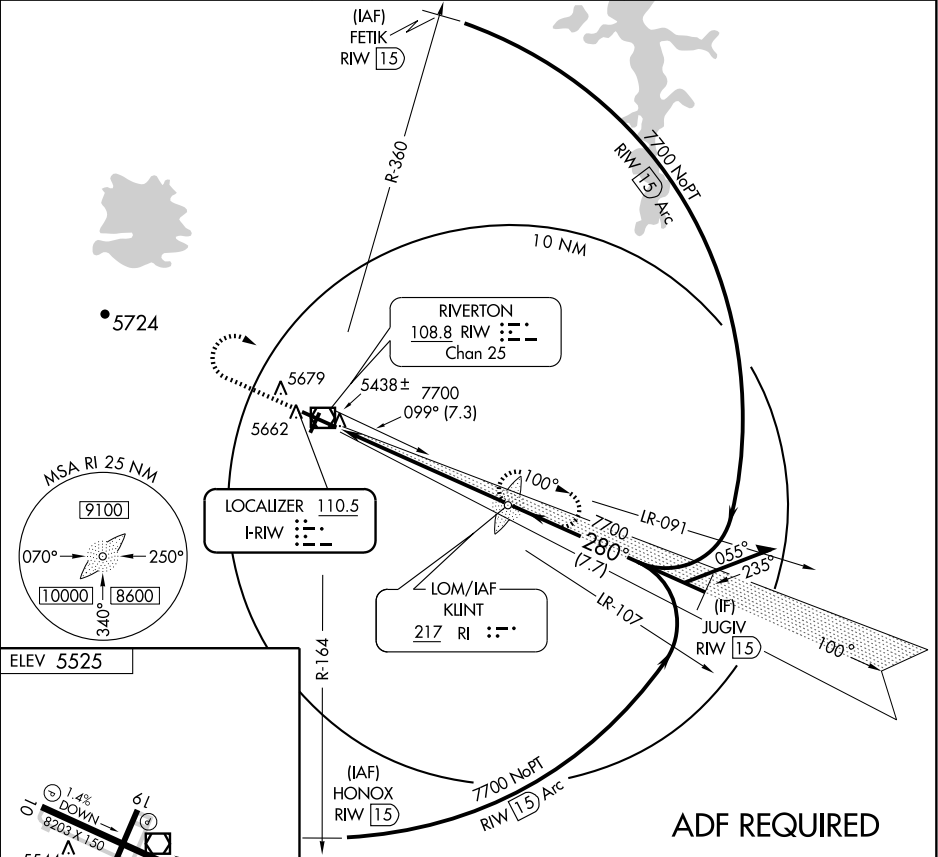 (IAF)
FETIK
RIW 15
R-360
7700 NoPT
RIW 15 Arc
10 NM
5724
RIVERTON
108.8 RIW
Chan 25
5679
5438±
7700
099° (7.3)
5662
MSA RI 25 NM
9100
070°
250°
10000
8600
340°
LOCALIZER 110.5
I-RIW
100°
7700
LR-091
280°
(7.7)
055°
235°
LOM/IAF
KLINT
217 RI
LR-107
(IF)
JUGIV
RIW 15
100°
R-164
ELEV 5525
(IAF)
HONOX
RIW 15
7700 NoPT
RIW 15 Arc
P
1.4%
DOWN
10
8203 X 150
19
P
ADF REQUIRED